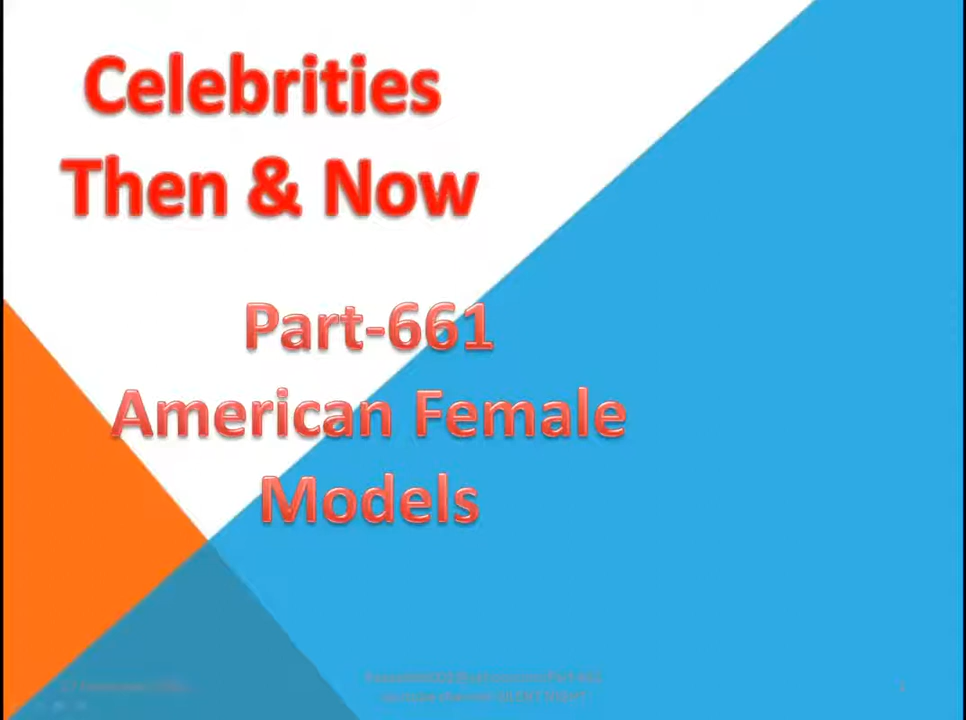 Celebrities
Then & Now
Part-661
American Female
Models